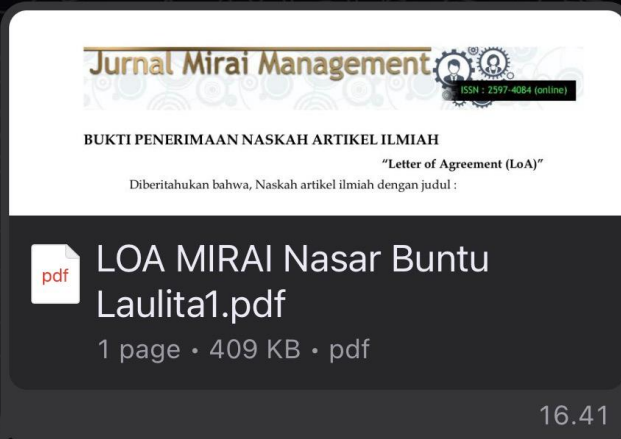 Jurnal Mirai Management
ISSN : 2597-4084 (online)
BUKTI PENERIMAAN NASKAH ARTIKEL ILMIAH
“Letter of Agreement (LoA)”
Diberitahukan bahwa, Naskah artikel ilmiah dengan judul :
pdf
LOA MIRAI Nasar Buntu
Laulita1.pdf
1 page • 409 KB • pdf
16.41